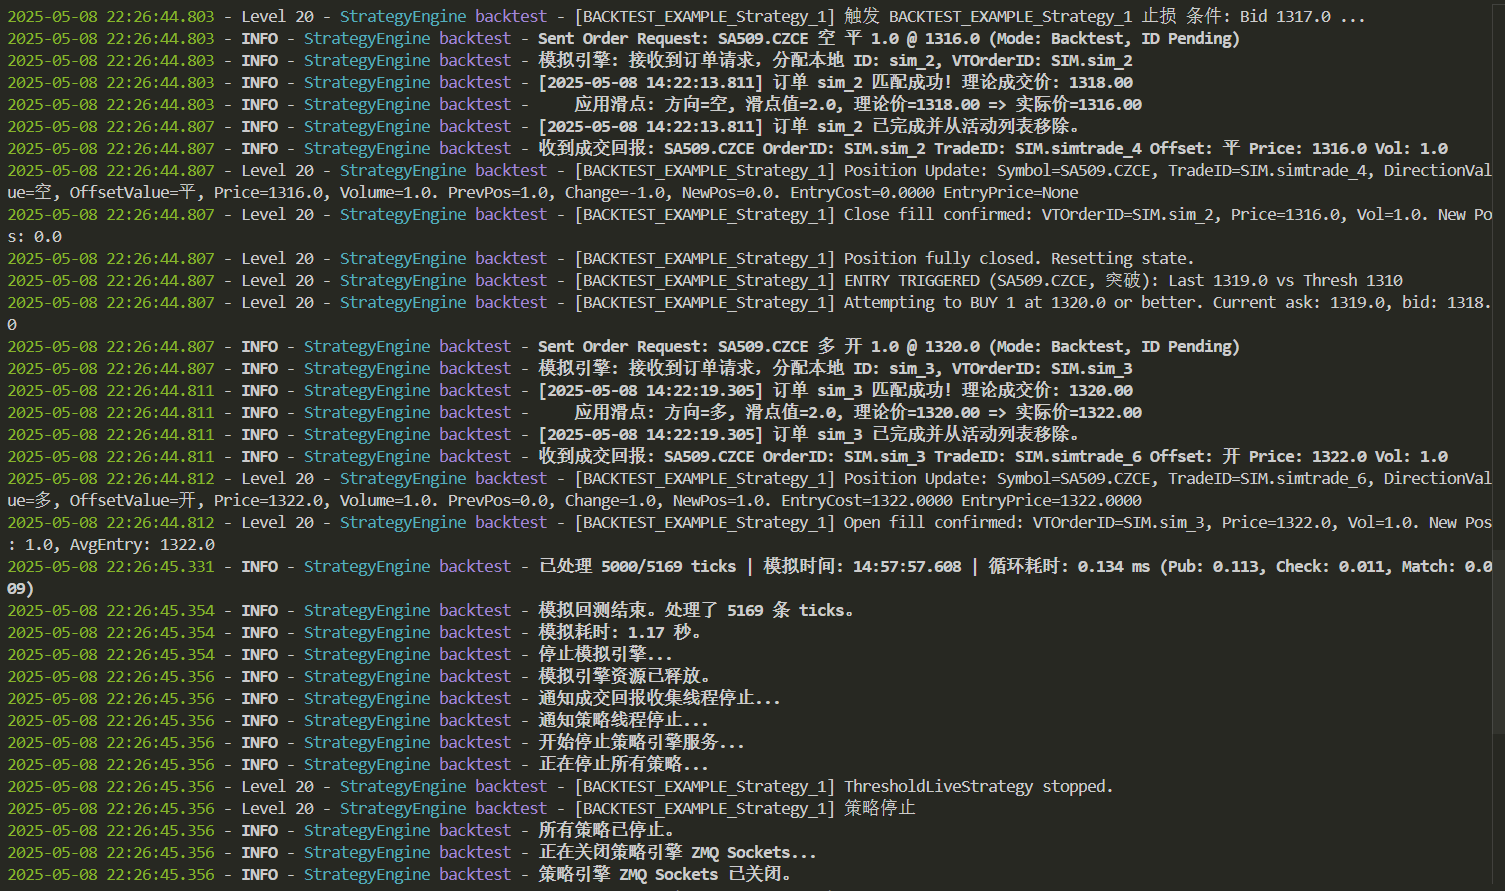 2025-05-08 22:26:44.803 - Level 20 - StrategyEngine backtest - [BACKTEST_EXAMPLE_Strategy_1] 触发 BACKTEST_EXAMPLE_Strategy_1 止损 条件: Bid 1317.0 ...
2025-05-08 22:26:44.803 - INFO - StrategyEngine backtest - Sent Order Request: SA509.CZCE 空 平 1.0 @ 1316.0 (Mode: Backtest, ID Pending)
2025-05-08 22:26:44.803 - INFO - StrategyEngine backtest - 模拟引擎: 接收到订单请求，分配本地 ID: sim_2, VTOrderID: SIM.sim_2
2025-05-08 22:26:44.803 - INFO - StrategyEngine backtest - [2025-05-08 14:22:13.811] 订单 sim_2 匹配成功! 理论成交价: 1318.00
2025-05-08 22:26:44.803 - INFO - StrategyEngine backtest -     应用滑点: 方向=空, 滑点值=2.0, 理论价=1318.00 => 实际价=1316.00
2025-05-08 22:26:44.807 - INFO - StrategyEngine backtest - [2025-05-08 14:22:13.811] 订单 sim_2 已完成并从活动列表移除。
2025-05-08 22:26:44.807 - INFO - StrategyEngine backtest - 收到成交回报: SA509.CZCE OrderID: SIM.sim_2 TradeID: SIM.simtrade_4 Offset: 平 Price: 1316.0 Vol: 1.0
2025-05-08 22:26:44.807 - Level 20 - StrategyEngine backtest - [BACKTEST_EXAMPLE_Strategy_1] Position Update: Symbol=SA509.CZCE, TradeID=SIM.simtrade_4, DirectionVal
ue=空, OffsetValue=平, Price=1316.0, Volume=1.0. PrevPos=1.0, Change=-1.0, NewPos=0.0. EntryCost=0.0000 EntryPrice=None
2025-05-08 22:26:44.807 - Level 20 - StrategyEngine backtest - [BACKTEST_EXAMPLE_Strategy_1] Close fill confirmed: VTOrderID=SIM.sim_2, Price=1316.0, Vol=1.0. New Po
s: 0.0
2025-05-08 22:26:44.807 - Level 20 - StrategyEngine backtest - [BACKTEST_EXAMPLE_Strategy_1] Position fully closed. Resetting state.
2025-05-08 22:26:44.807 - Level 20 - StrategyEngine backtest - [BACKTEST_EXAMPLE_Strategy_1] ENTRY TRIGGERED (SA509.CZCE, 突破): Last 1319.0 vs Thresh 1310
2025-05-08 22:26:44.807 - Level 20 - StrategyEngine backtest - [BACKTEST_EXAMPLE_Strategy_1] Attempting to BUY 1 at 1320.0 or better. Current ask: 1319.0, bid: 1318.
0
2025-05-08 22:26:44.807 - INFO - StrategyEngine backtest - Sent Order Request: SA509.CZCE 多 开 1.0 @ 1320.0 (Mode: Backtest, ID Pending)
2025-05-08 22:26:44.807 - INFO - StrategyEngine backtest - 模拟引擎: 接收到订单请求，分配本地 ID: sim_3, VTOrderID: SIM.sim_3
2025-05-08 22:26:44.811 - INFO - StrategyEngine backtest - [2025-05-08 14:22:19.305] 订单 sim_3 匹配成功! 理论成交价: 1320.00
2025-05-08 22:26:44.811 - INFO - StrategyEngine backtest -     应用滑点: 方向=多, 滑点值=2.0, 理论价=1320.00 => 实际价=1322.00
2025-05-08 22:26:44.811 - INFO - StrategyEngine backtest - [2025-05-08 14:22:19.305] 订单 sim_3 已完成并从活动列表移除。
2025-05-08 22:26:44.811 - INFO - StrategyEngine backtest - 收到成交回报: SA509.CZCE OrderID: SIM.sim_3 TradeID: SIM.simtrade_6 Offset: 开 Price: 1322.0 Vol: 1.0
2025-05-08 22:26:44.812 - Level 20 - StrategyEngine backtest - [BACKTEST_EXAMPLE_Strategy_1] Position Update: Symbol=SA509.CZCE, TradeID=SIM.simtrade_6, DirectionVal
ue=多, OffsetValue=开, Price=1322.0, Volume=1.0. PrevPos=0.0, Change=1.0, NewPos=1.0. EntryCost=1322.0000 EntryPrice=1322.0000
2025-05-08 22:26:44.812 - Level 20 - StrategyEngine backtest - [BACKTEST_EXAMPLE_Strategy_1] Open fill confirmed: VTOrderID=SIM.sim_3, Price=1322.0, Vol=1.0. New Pos
: 1.0, AvgEntry: 1322.0
2025-05-08 22:26:45.331 - INFO - StrategyEngine backtest - 已处理 5000/5169 ticks | 模拟时间: 14:57:57.608 | 循环耗时: 0.134 ms (Pub: 0.113, Check: 0.011, Match: 0.0
09)
2025-05-08 22:26:45.354 - INFO - StrategyEngine backtest - 模拟回测结束。处理了 5169 条 ticks。
2025-05-08 22:26:45.354 - INFO - StrategyEngine backtest - 模拟耗时: 1.17 秒。
2025-05-08 22:26:45.354 - INFO - StrategyEngine backtest - 停止模拟引擎...
2025-05-08 22:26:45.356 - INFO - StrategyEngine backtest - 模拟引擎资源已释放。
2025-05-08 22:26:45.356 - INFO - StrategyEngine backtest - 通知成交回报收集线程停止...
2025-05-08 22:26:45.356 - INFO - StrategyEngine backtest - 通知策略线程停止...
2025-05-08 22:26:45.356 - INFO - StrategyEngine backtest - 开始停止策略引擎服务...
2025-05-08 22:26:45.356 - INFO - StrategyEngine backtest - 正在停止所有策略...
2025-05-08 22:26:45.356 - Level 20 - StrategyEngine backtest - [BACKTEST_EXAMPLE_Strategy_1] ThresholdLiveStrategy stopped.
2025-05-08 22:26:45.356 - Level 20 - StrategyEngine backtest - [BACKTEST_EXAMPLE_Strategy_1] 策略停止
2025-05-08 22:26:45.356 - INFO - StrategyEngine backtest - 所有策略已停止。
2025-05-08 22:26:45.356 - INFO - StrategyEngine backtest - 正在关闭策略引擎 ZMQ Sockets...
2025-05-08 22:26:45.356 - INFO - StrategyEngine backtest - 策略引擎 ZMQ Sockets 已关闭。